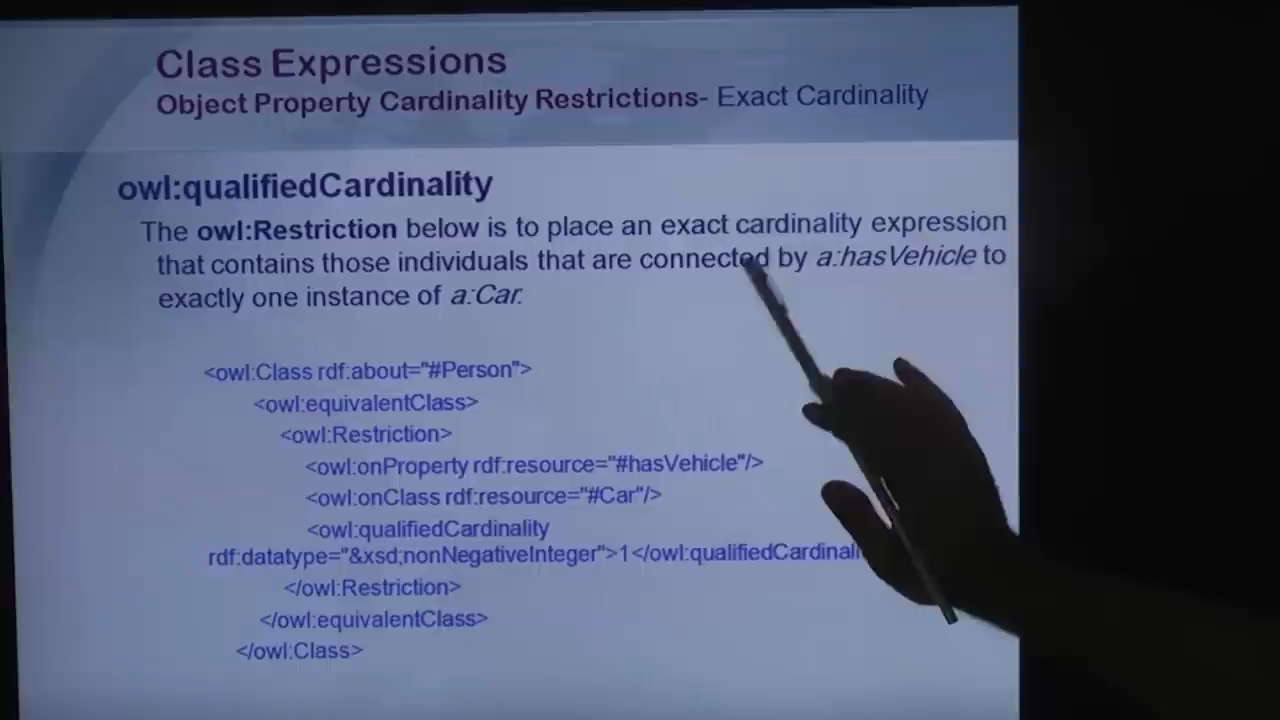 Class Expressions
Object Property Cardinality Restrictions- Exact Cardinality
owl:qualifiedCardinality
The owl:Restriction below is to place an exact cardinality expression
that contains those individuals that are connected by a:hasVehicle to
exactly one instance of a:Car.
<owl:Class rdf:about="#Person">
<owl:equivalentClass>
<owl:Restriction>
<owl:onProperty rdf:resource="#hasVehicle"/>
<owl:onClass rdf:resource="#Car"/>
<owl:qualifiedCardinality
rdf:datatype="&xsd;nonNegativeInteger">1</owl:qualifiedCardinali
</owl:Restriction>
</owl:equivalentClass>
</owl:Class>